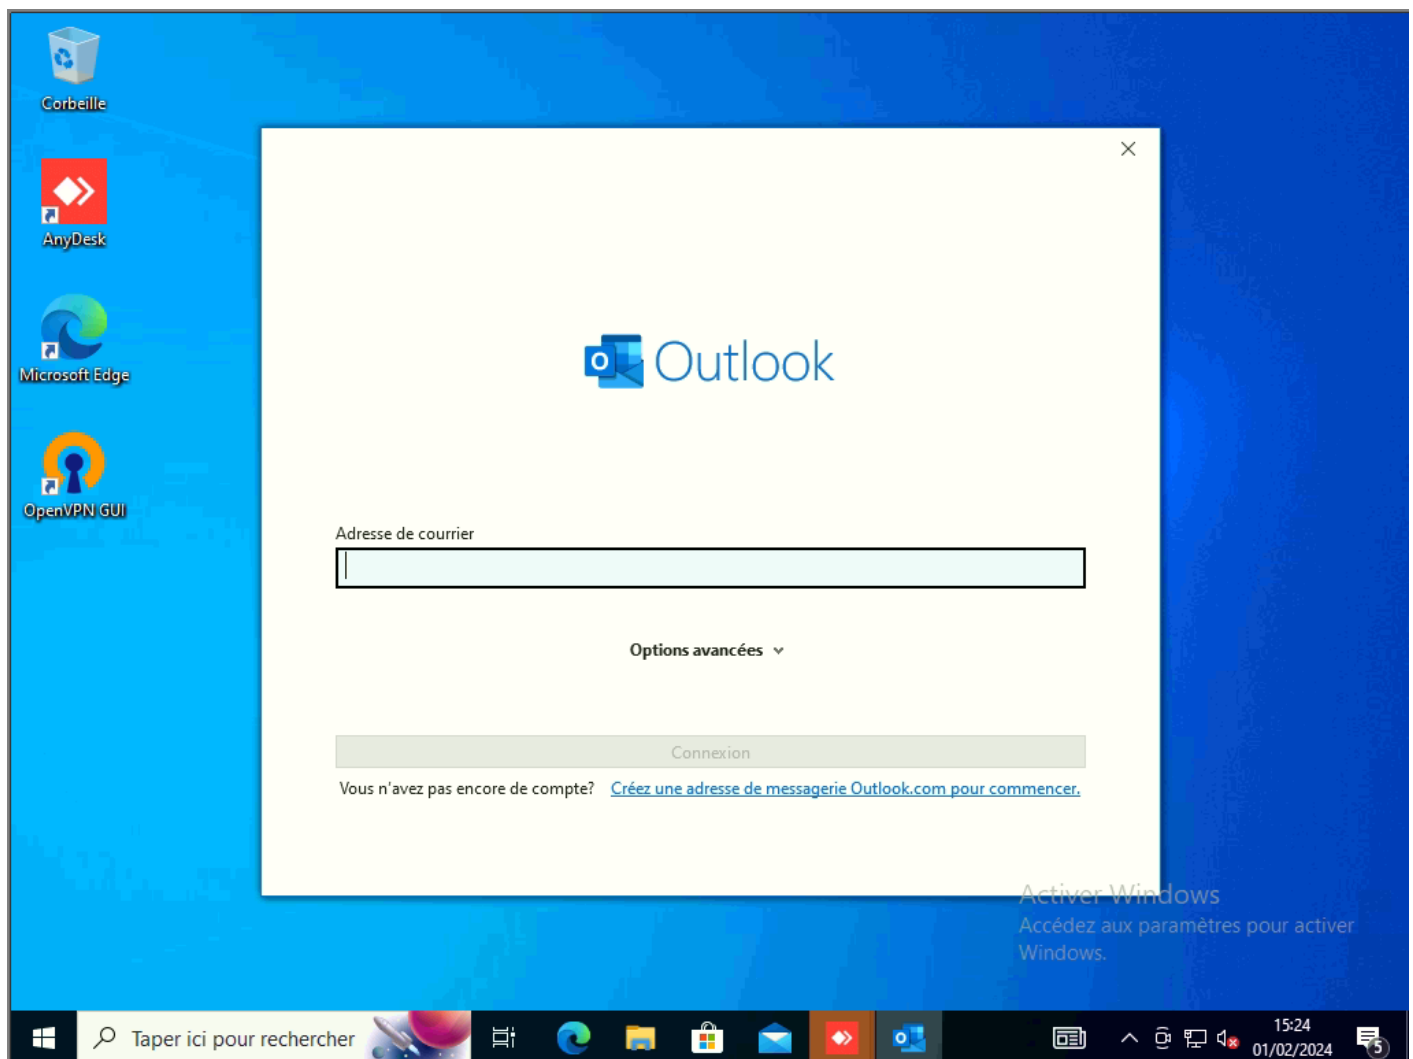 Corbeille
AnyDesk
Microsoft Edge
OpenVPN GUI
Outlook
Adresse de courrier
Options avancées
Connexion
Vous n'avez pas encore de compte? Créez une adresse de messagerie Outlook.com pour commencer.
Activer Windows
Accédez aux paramètres pour activer
Windows.
Taper ici pour rechercher
15:24
01/02/2024
5